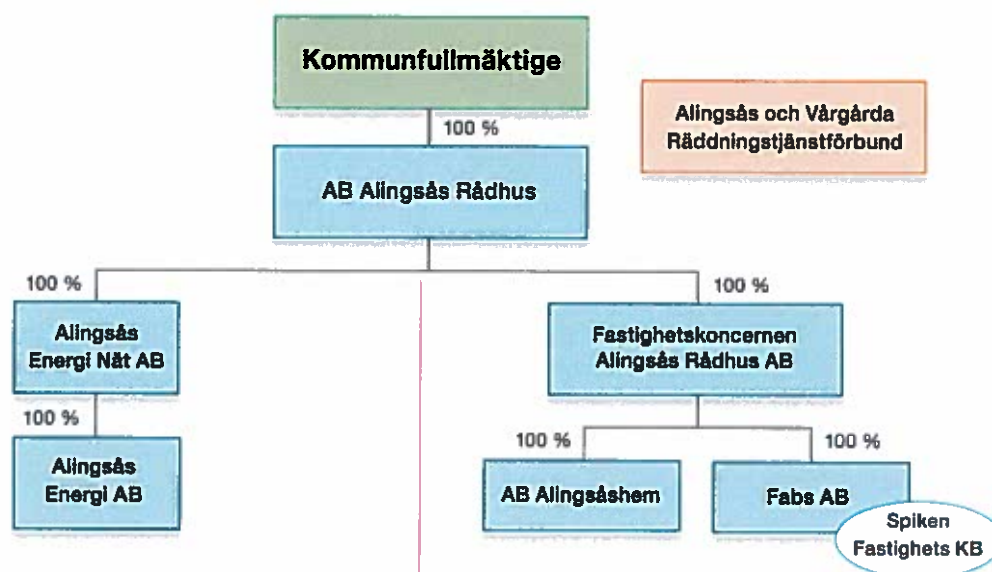 Kommunfullmäktige
100 %
Alingsås och Vårgårda
Räddningstjänstförbund
AB Alingsås Rådhus
100 %
100 %
Alingsås
Energi Nät AB
Fastighetskoncernen
Alingsås Rådhus AB
100 %
100 %
100 %
Alingsås
Energi AB
AB Alingsåshem
Fabs AB
Spiken
Fastighets KB